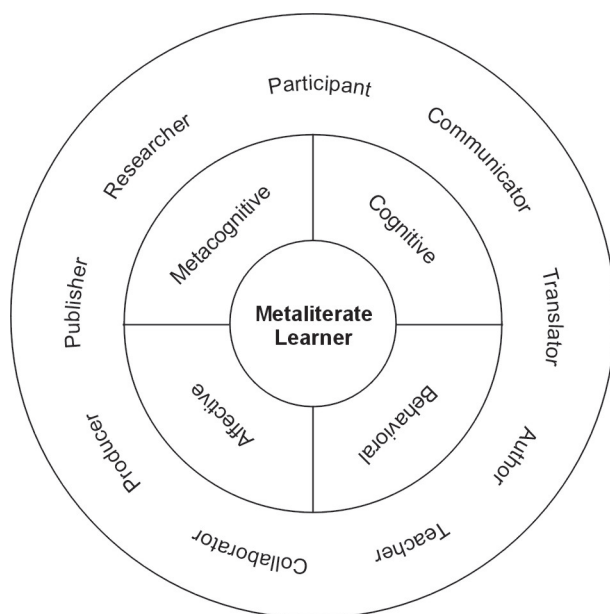 Participant
Communicator
Translator
Author
Teacher
Collaborator
Producer
Publisher
Researcher
Metacognitive
Cognitive
Behavioral
Affective
Metaliterate
Learner